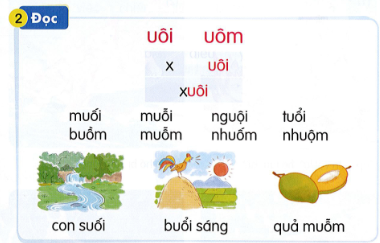 2 Đọc
uôi uôm
x uôi
xuôi
muối muỗi nguội tuổi
buồm muỗm nhuốm nhuộm
con suối buổi sáng quả muỗm